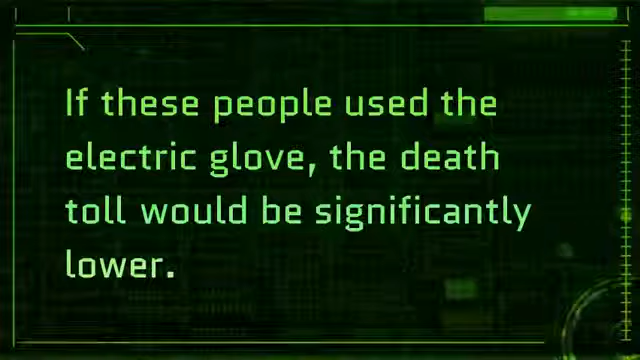 If these people used the
electric glove, the death
toll would be significantly
lower.